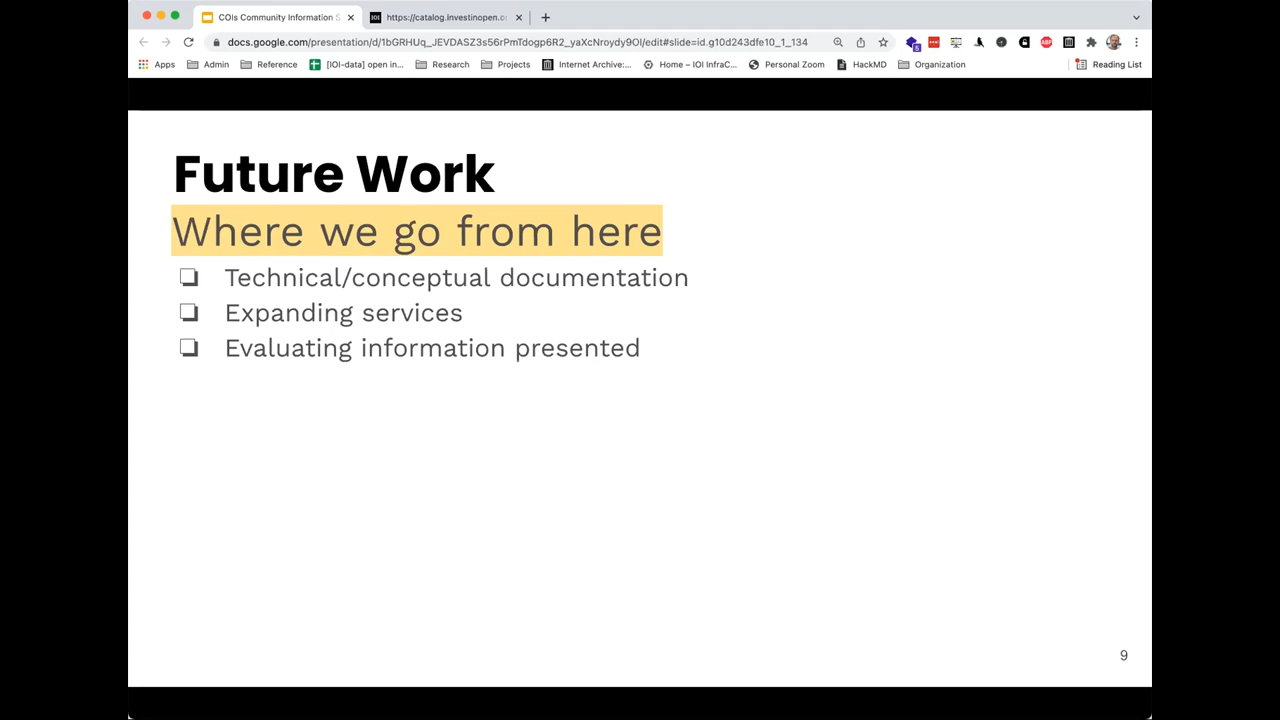 COIs Community Information S
IOI https://catalog.investinopen.o
docs.google.com/presentation/d/1bGRHUq_JEVDASZ3s56rPmTdogp6R2_yaXcNroydy9OI/edit#slide=id.g10d243dfe10_1_134
Apps Admin Reference [IOI-data] open in... Research Projects Internet Archive:... Home – IOI InfraC... Personal Zoom HackMD Organization Reading List
Future Work
Where we go from here
Technical/conceptual documentation
Expanding services
Evaluating information presented
9